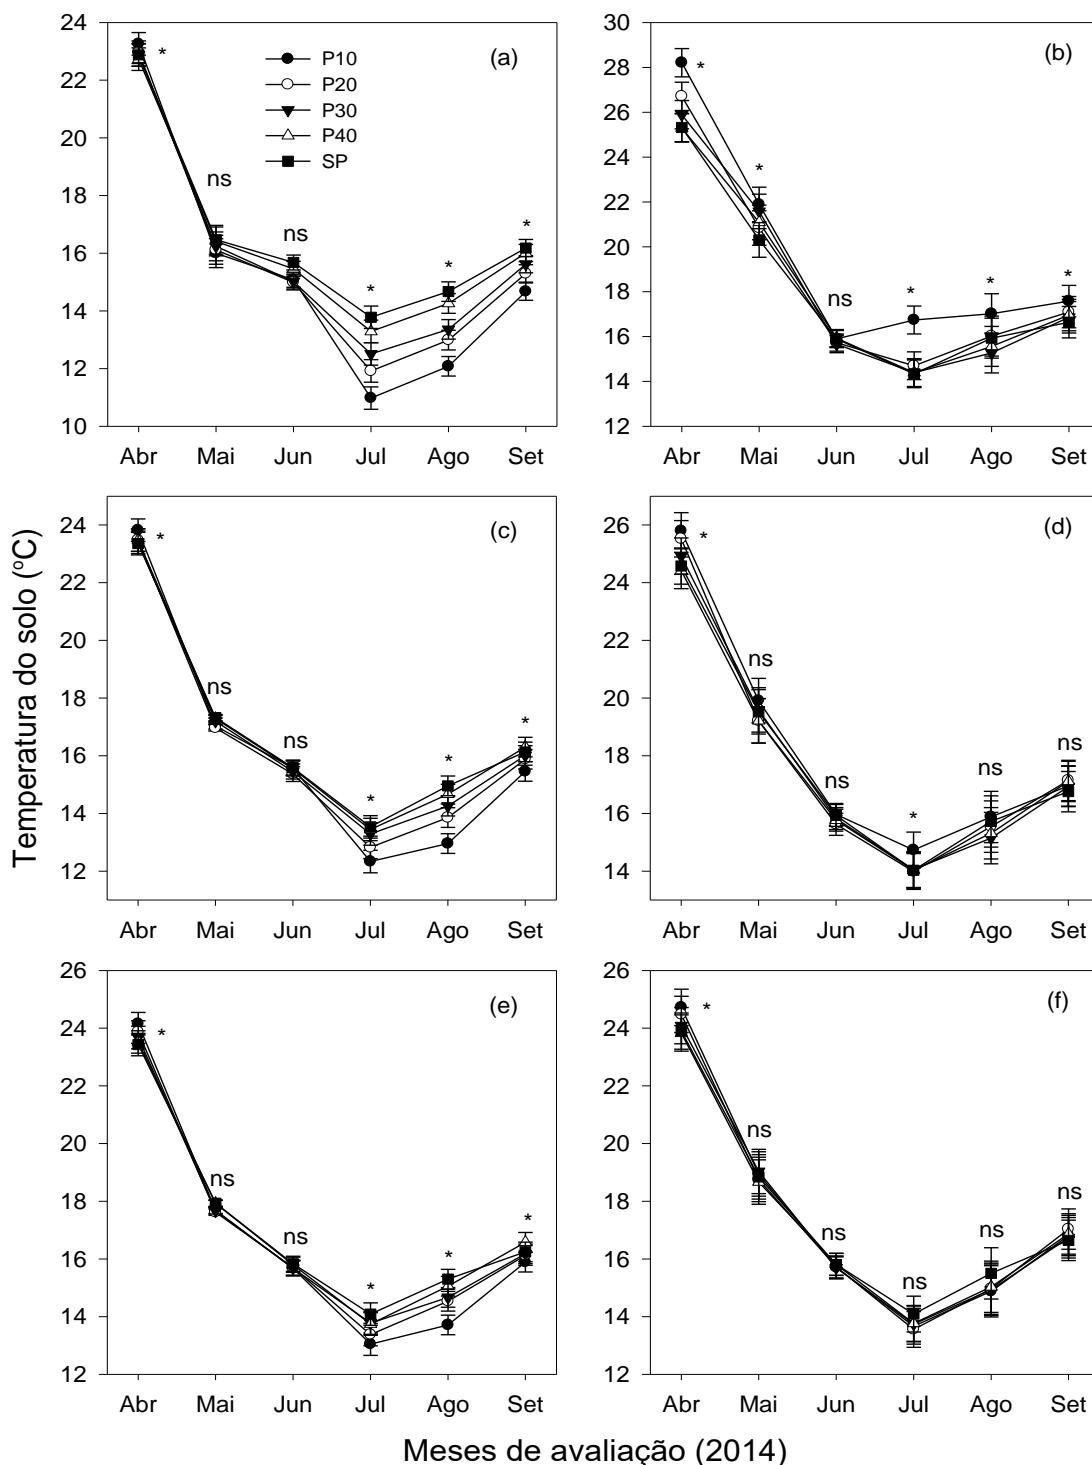 24
22
20
18
16
14
12
10
*
ns
ns
*
*
*
P10
P20
P30
P40
SP
(a)
Abr Mai Jun Jul Ago Set
30
28
26
24
22
20
18
16
14
12
*
*
ns
*
*
*
(b)
Abr Mai Jun Jul Ago Set
Temperatura do solo (ºC)
24
22
20
18
16
14
12
*
ns
ns
*
*
*
(c)
Abr Mai Jun Jul Ago Set
26
24
22
20
18
16
14
*
ns
ns
*
ns
ns
(d)
Abr Mai Jun Jul Ago Set
26
24
22
20
18
16
14
12
*
ns
ns
*
*
*
(e)
Abr Mai Jun Jul Ago Set
26
24
22
20
18
16
14
12
*
ns
ns
ns
ns
ns
(f)
Abr Mai Jun Jul Ago Set
Meses de avaliação (2014)